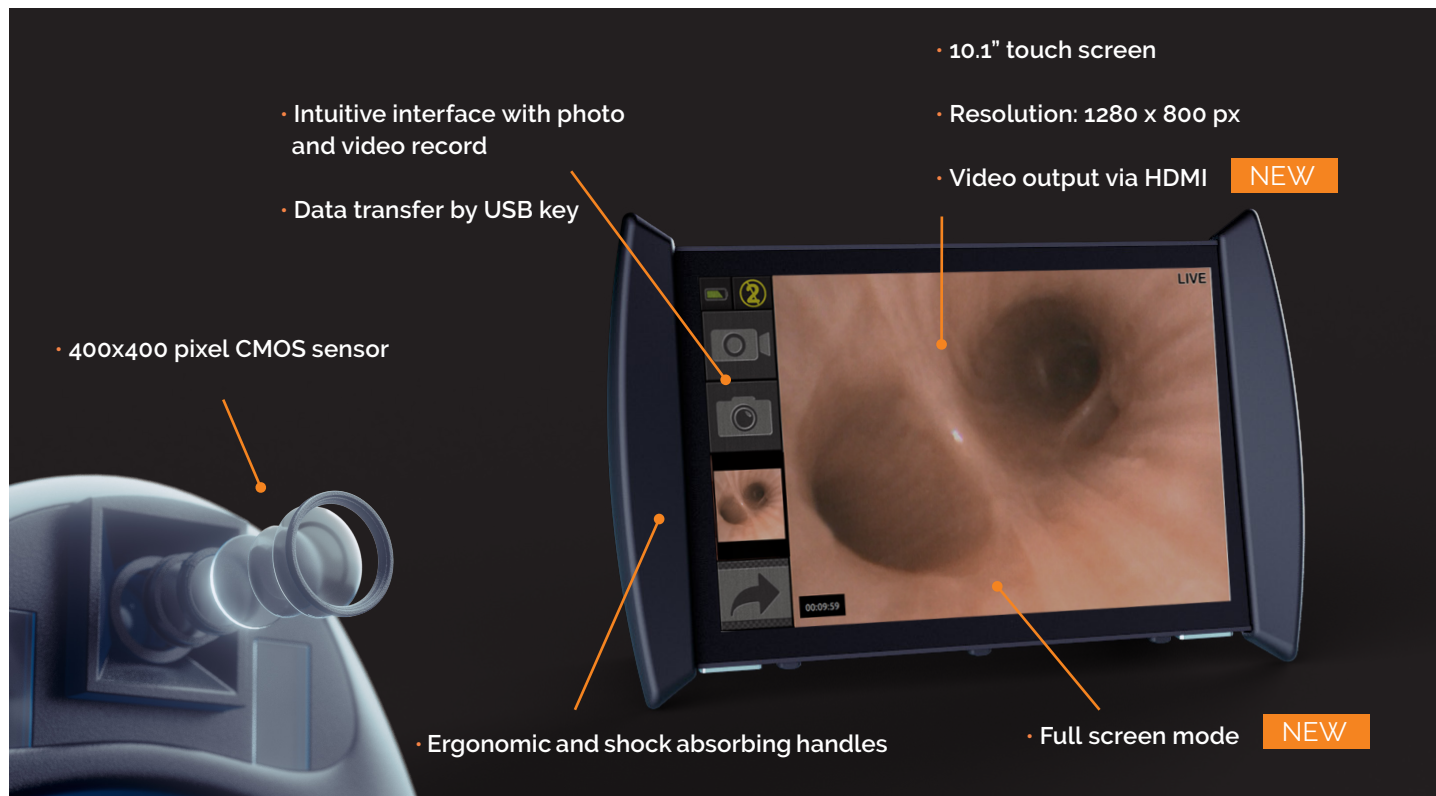 · 10.1” touch screen
· Intuitive interface with photo
and video record
· Resolution: 1280 x 800 px
· Video output via HDMI NEW
· Data transfer by USB key
LIVE
2
· 400x400 pixel CMOS sensor
00:09:59
· Ergonomic and shock absorbing handles
· Full screen mode NEW